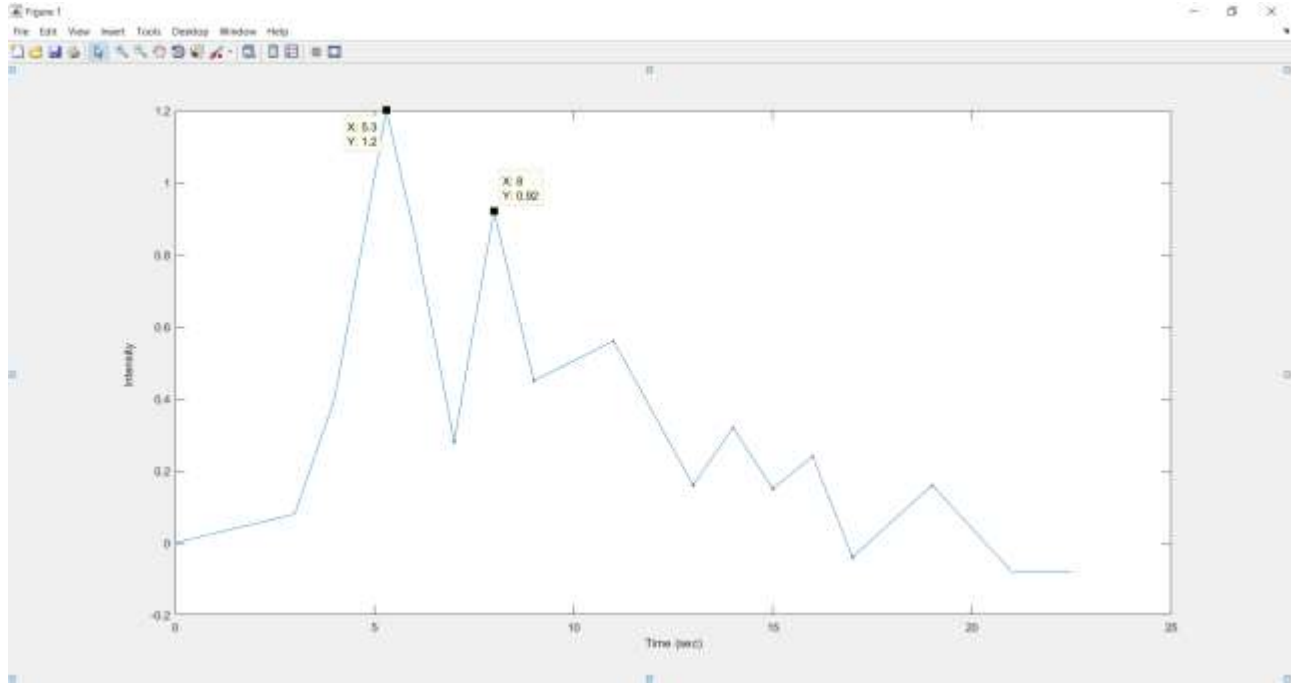 Figure 1
File Edit View Insert Tools Desktop Window Help
1.2
X: 5.3
Y: 1.2
X: 8
Y: 0.92
1
0.8
0.6
Intensity
0.4
0.2
0
-0.2
0 5 10 15 20 25
Time (sec)